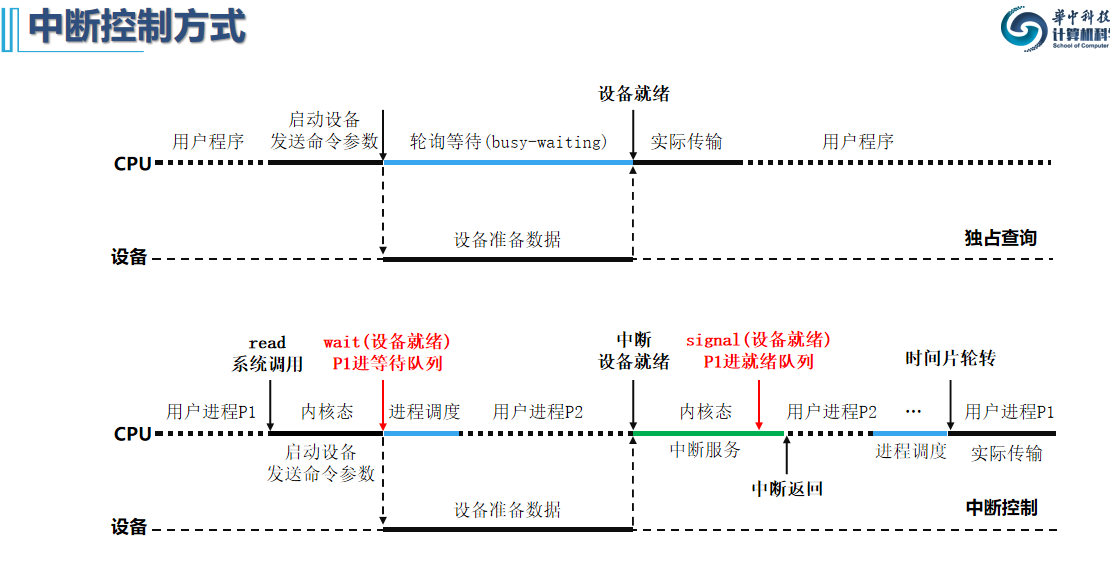 中断控制方式
华中科技
计算机科学
School of Computer
设备就绪
启动设备
发送命令参数
用户程序
轮询等待(busy-waiting)
实际传输
用户程序
CPU
设备准备数据
独占查询
设备
read
系统调用
wait(设备就绪)
P1进等待队列
中断
设备就绪
signal(设备就绪)
P1进就绪队列
时间片轮转
用户进程P1
内核态
进程调度
用户进程P2
内核态
用户进程P2
…
用户进程P1
CPU
启动设备
发送命令参数
中断服务
进程调度
实际传输
中断返回
设备准备数据
中断控制
设备